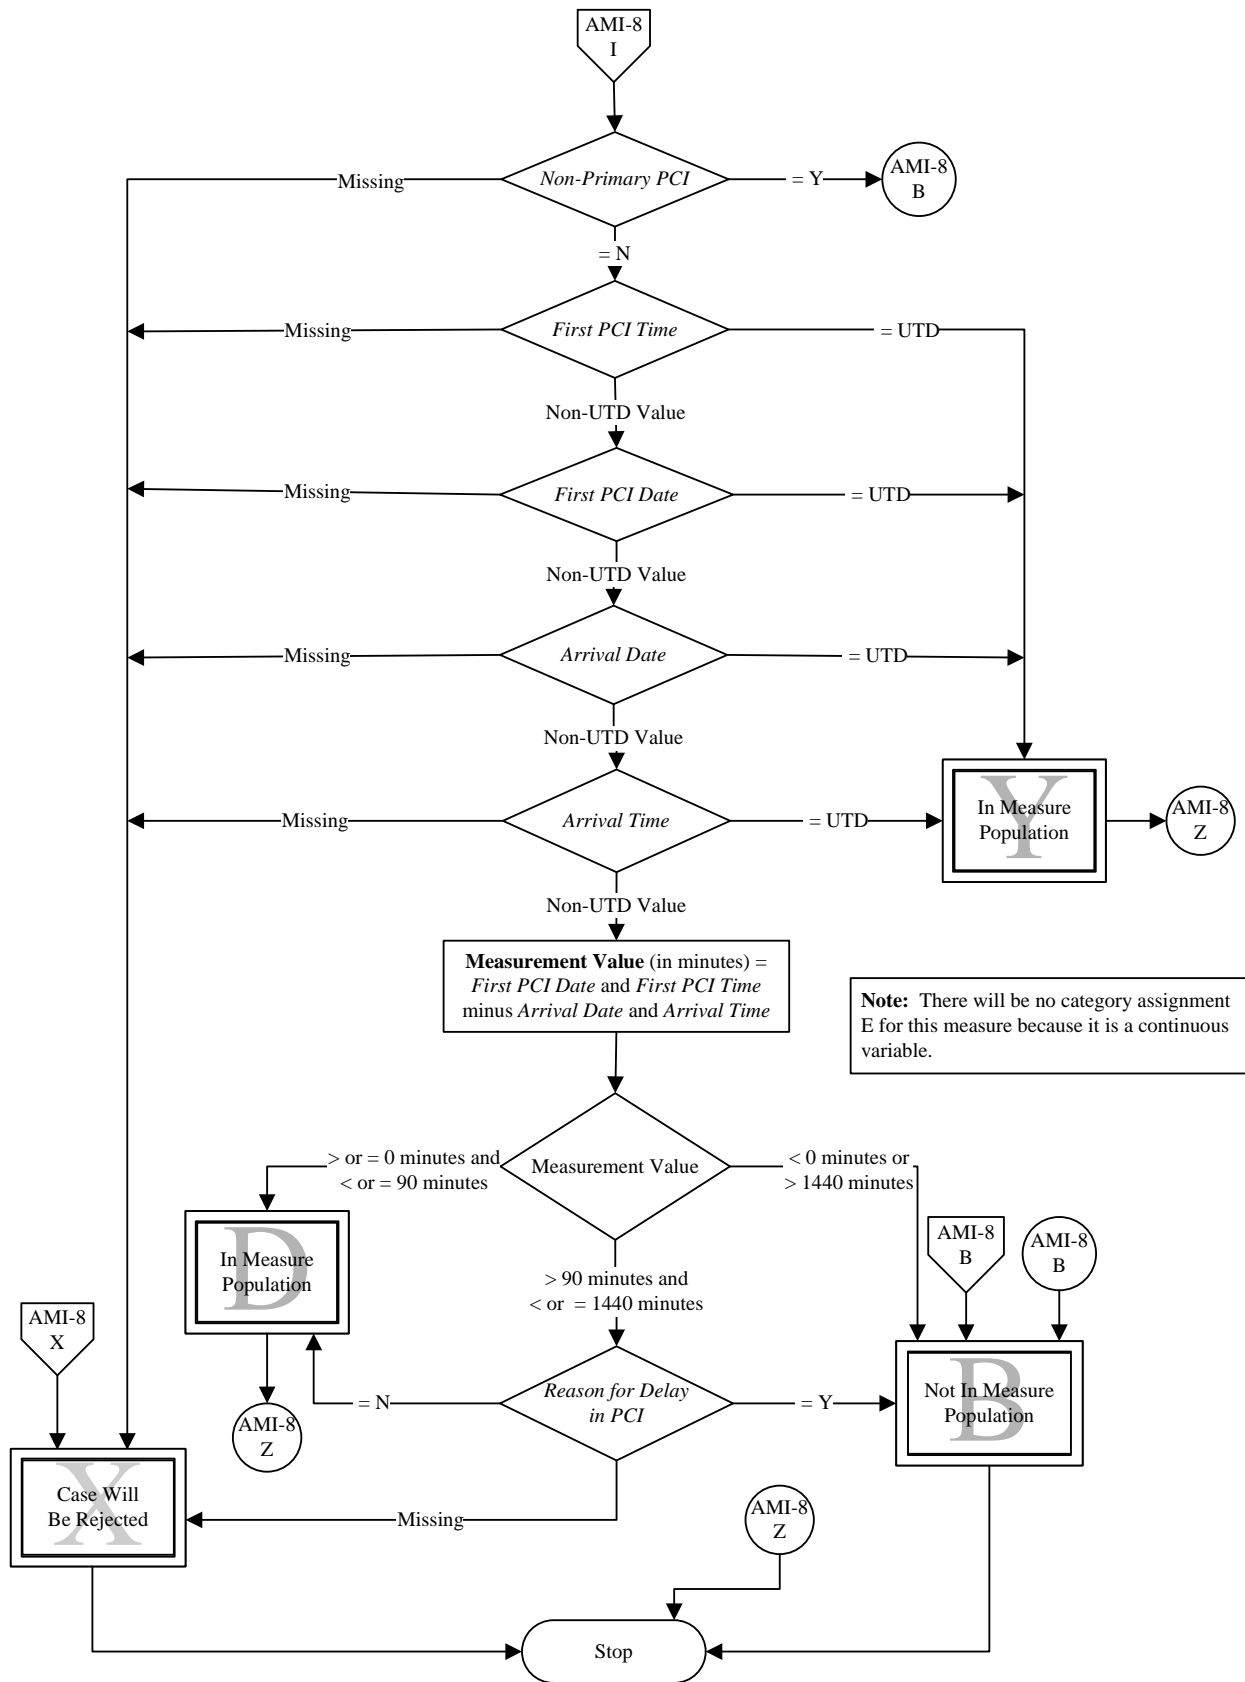 AMI-8
I
Non-Primary PCI
Missing
= Y
AMI-8
B
= N
First PCI Time
Missing
= UTD
Non-UTD Value
First PCI Date
Missing
= UTD
Non-UTD Value
Arrival Date
Missing
= UTD
Non-UTD Value
Arrival Time
Missing
= UTD
Y
In Measure
Population
AMI-8
Z
Non-UTD Value
Measurement Value (in minutes) =
First PCI Date and First PCI Time
minus Arrival Date and Arrival Time
Note: There will be no category assignment
E for this measure because it is a continuous
variable.
Measurement Value
> or = 0 minutes and
< or = 90 minutes
< 0 minutes or
> 1440 minutes
D
In Measure
Population
AMI-8
B
AMI-8
B
> 90 minutes and
< or = 1440 minutes
AMI-8
X
Reason for Delay
in PCI
= N
= Y
B
Not In Measure
Population
AMI-8
Z
X
Case Will
Be Rejected
Missing
AMI-8
Z
Stop